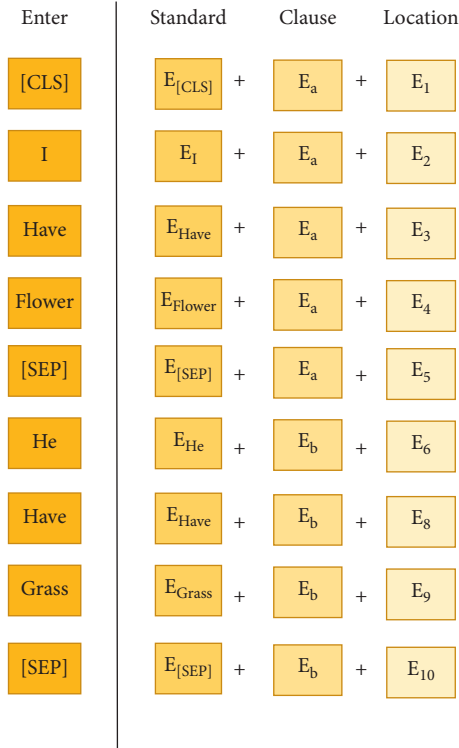 Enter Standard Clause Location
[CLS] E[CLS] + Ea + E1
I EI + Ea + E2
Have EHave + Ea + E3
Flower EFlower + Ea + E4
[SEP] E[SEP] + Ea + E5
He EHe + Eb + E6
Have EHave + Eb + E8
Grass EGrass + Eb + E9
[SEP] E[SEP] + Eb + E10